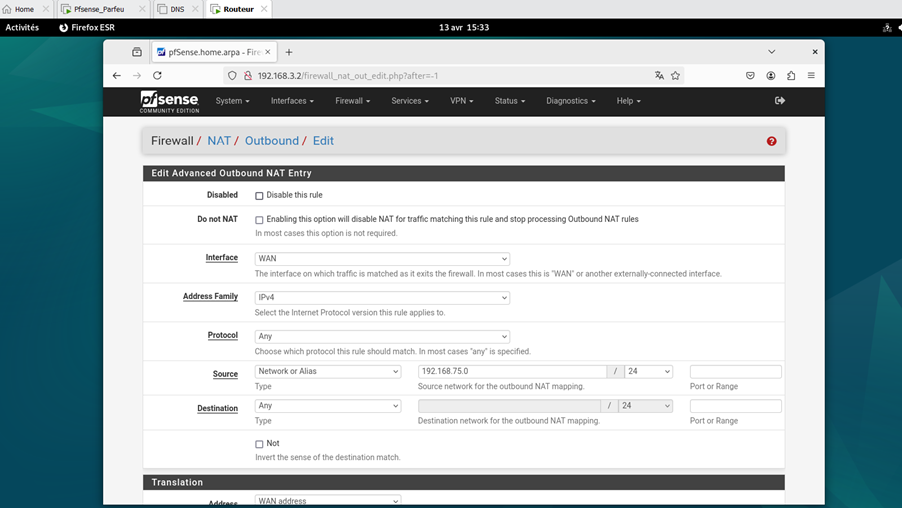 Home
Pfsense_Parfeu
DNS
Routeur
Activités
Firefox ESR
13 avr 15:33
pfSense.home.arpa - Fire
192.168.3.2/firewall_nat_out_edit.php?after=-1
pfsense
COMMUNITY EDITION
System
Interfaces
Firewall
Services
VPN
Status
Diagnostics
Help
Firewall / NAT / Outbound / Edit
Edit Advanced Outbound NAT Entry
Disabled
Disable this rule
Do not NAT
Enabling this option will disable NAT for traffic matching this rule and stop processing Outbound NAT rules
In most cases this option is not required.
Interface
WAN
The interface on which traffic is matched as it exits the firewall. In most cases this is "WAN" or another externally-connected interface.
Address Family
IPv4
Select the Internet Protocol version this rule applies to.
Protocol
Any
Choose which protocol this rule should match. In most cases "any" is specified.
Source
Network or Alias
192.168.75.0
/
24
Type
Source network for the outbound NAT mapping.
Port or Range
Destination
Any
/
24
Type
Destination network for the outbound NAT mapping.
Port or Range
Not
Invert the sense of the destination match.
Translation
Address
WAN address